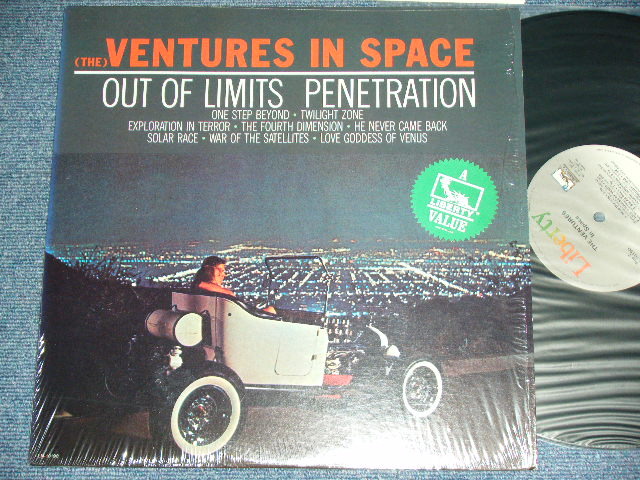 (THE) VENTURES IN SPACE
OUT OF LIMITS PENETRATION
ONE STEP BEYOND • TWILIGHT ZONE
EXPLORATION IN TERROR • THE FOURTH DIMENSION • HE NEVER CAME BACK
SOLAR RACE • WAR OF THE SATELLITES • LOVE GODDESS OF VENUS
A
LIBERTY
VALUE
Liberty
THE VENTURES
In Space